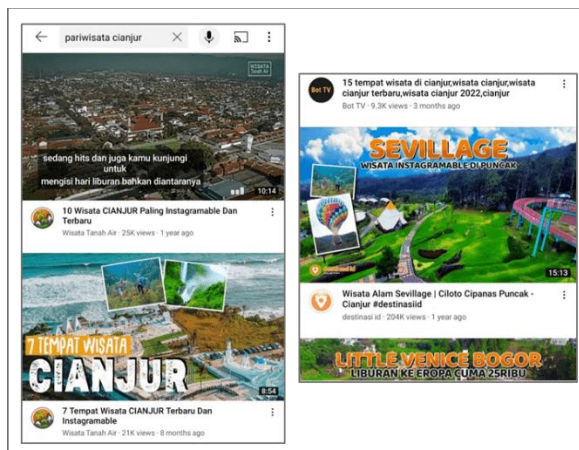 pariwisata cianjur
WISATA
Tanah Air
sedang hits dan juga kamu kunjungi
untuk
mengisi hari liburan bahkan diantaranya
10:14
10 Wisata CIANJUR Paling Instagramable Dan
Terbaru
Wisata Tanah Air · 25K views · 1 year ago
7 TEMPAT WISATA
CIANJUR
8:54
7 Tempat Wisata CIANJUR Terbaru Dan
Instagramable
Wisata Tanah Air · 21K views · 8 months ago
Bot TV
15 tempat wisata di cianjur,wisata cianjur,wisata
cianjur terbaru,wisata cianjur 2022,cianjur
Bot TV · 9.3K views · 3 months ago
SEVILLAGE
WISATA INSTAGRAMABLE DI PUNCAK
destinasi id
15:13
Wisata Alam Sevillage | Ciloto Cipanas Puncak -
Cianjur #destinasiid
destinasi id · 204K views · 1 year ago
LITTLE VENICE BOGOR
LIBURAN KE EROPA CUMA 25RIBU